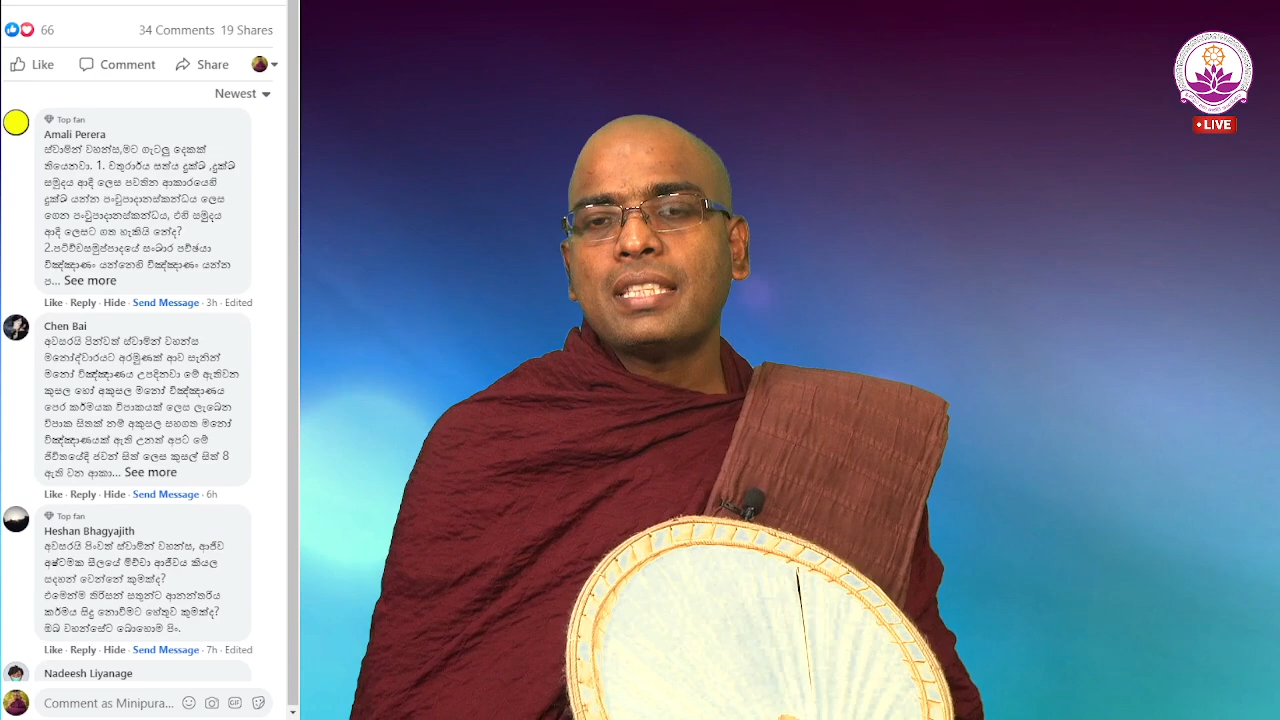 66
34 Comments 19 Shares
Like Comment Share
Newest
Top fan
Amali Perera
ස්වාමින් වහන්ස,මට ගැටලු දෙකක්
තියෙනවා. 1. චතුරාර්ය සත්ය දුක්ඛ ,දුක්ඛ
සමුදය ආදී ලෙස පවතින ආකාරයෙහි
දුක්ඛ යන්න පංචුපාදානස්කන්ධය ලෙස
ගෙන පංචුපාදානස්කන්ධය, එහි සමුදය
ආදි ලෙසට ගත හැකියි නේද?
2.පටිච්චසමුප්පාදයේ සංඛාර පච්ඡයා
විඤ්ඤාණං යන්නෙහි විඤ්ඤාණං යන්න
ප... See more
Like · Reply · Hide · Send Message · 3h · Edited
Chen Bai
අවසරයි පින්වත් ස්වාමින් වහන්ස
මනෝද්වාරයට අරමුණක් ආව සැනින්
මනෝ විඤ්ඤාණය උපදිනවා මේ ඇතිවන
කුසල හෝ අකුසල මනෝ විඤ්ඤාණය
පෙර කර්මයක විපාකයක් ලෙස ලැබෙන
විපාක සිතක් නම් අකුසල සහගත මනෝ
විඤ්ඤාණයක් ඇති උනත් අපට මේ
ජිවිතයේදි ජවන් සිත් ලෙස කුසල් සිත් 8
ඇති වන ආකා... See more
Like · Reply · Hide · Send Message · 6h
Top fan
Heshan Bhagyajith
අවසරයි පිංවත් ස්වාමින් වහන්ස, ආජීව
අෂ්ටමක සීලයේ මිච්චා ආජීවය කියල
සදහන් වෙන්නේ කුමක්ද?
එමෙන්ම තිරිසන් සතුන්ට ආනන්තරිය
කර්මය සිදු නොවීමට හේතුව කුමක්ද?
ඔබ වහන්සේට බොහොම පිං.
Like · Reply · Hide · Send Message · 7h · Edited
Nadeesh Liyanage
Comment as Minipura...
LIVE